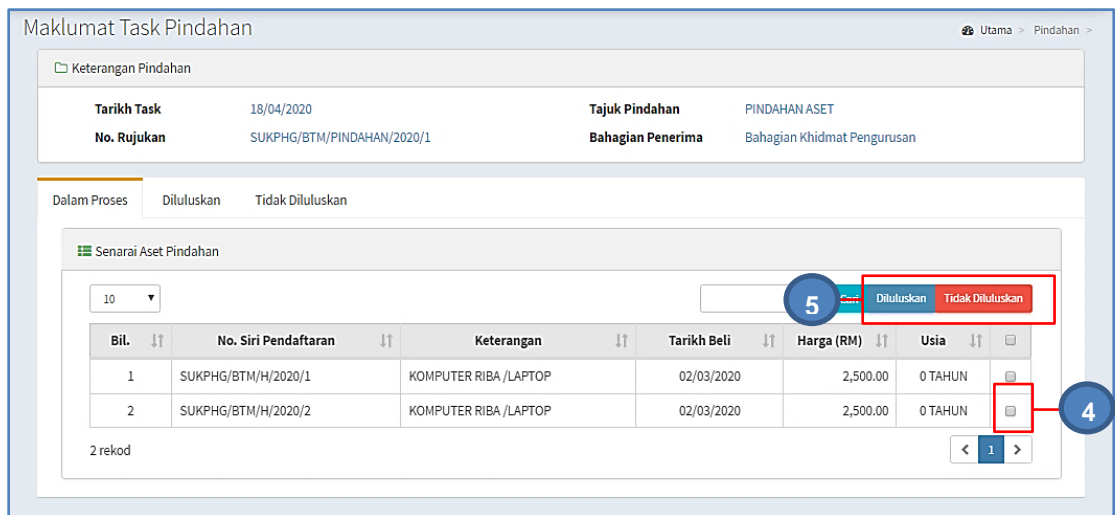 Maklumat Task Pindahan
Utama > Pindahan >
Keterangan Pindahan
Tarikh Task 18/04/2020 Tajuk Pindahan PINDAHAN ASET
No. Rujukan SUKPHG/BTM/PINDAHAN/2020/1 Bahagian Penerima Bahagian Khidmat Pengurusan
Dalam Proses Diluluskan Tidak Diluluskan
Senarai Aset Pindahan
10 5 Cari Diluluskan Tidak Diluluskan
Bil. No. Siri Pendaftaran Keterangan Tarikh Beli Harga (RM) Usia
1 SUKPHG/BTM/H/2020/1 KOMPUTER RIBA /LAPTOP 02/03/2020 2,500.00 0 TAHUN
2 SUKPHG/BTM/H/2020/2 KOMPUTER RIBA /LAPTOP 02/03/2020 2,500.00 0 TAHUN
4
2 rekod < 1 >